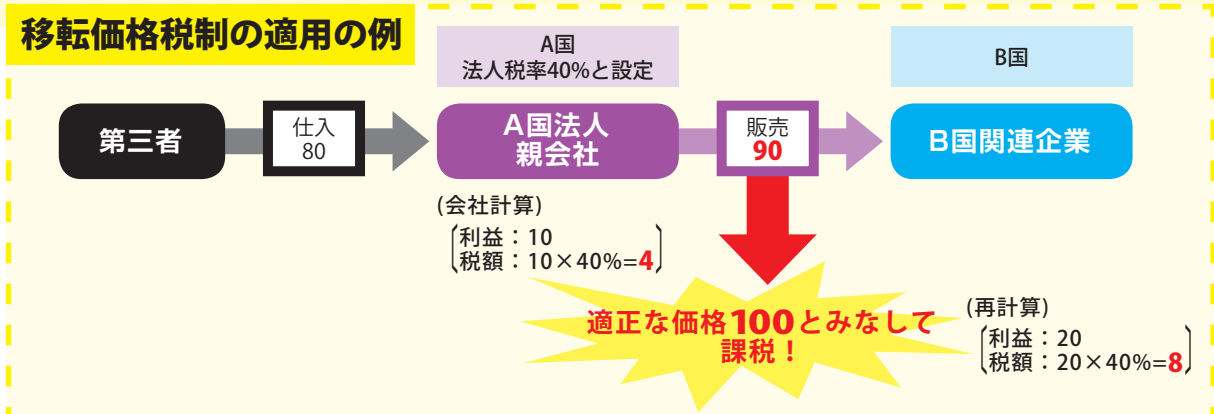 移転価格税制の適用の例
A国
法人税率40%と設定
B国
第三者
仕入
80
A国法人
親会社
販売
90
B国関連企業
(会社計算)
利益：10
税額：10×40%=4
適正な価格100とみなして
課税！
(再計算)
利益：20
税額：20×40%=8